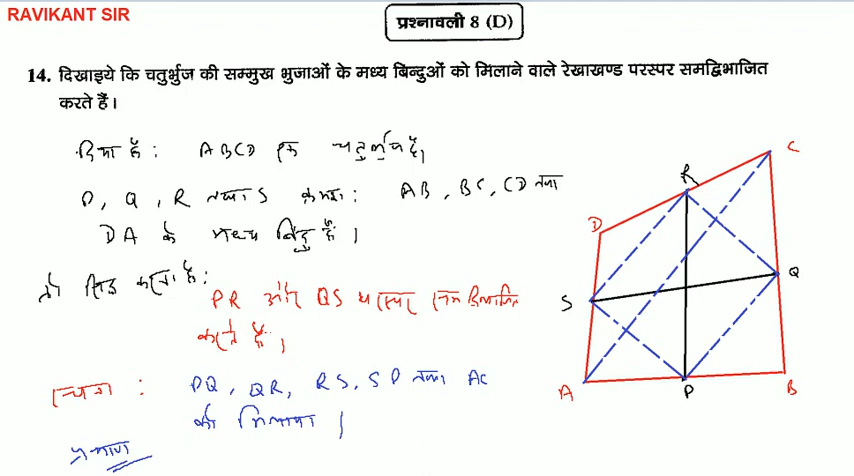 RAVIKANT SIR
प्रश्नावली 8 (D)
14. दिखाइये कि चतुर्भुज की सम्मुख भुजाओं के मध्य बिन्दुओं को मिलाने वाले रेखाखण्ड परस्पर समद्विभाजित
करते हैं।
दिया है : ABCD एक चतुर्भुज है।
P, Q, R तथा S क्रमश: AB, BC, CD तथा
DA के मध्य बिंदु हैं।
तो सिद्ध करना है :
PR और QS परस्पर समद्विभाजित
करते हैं।
रचना : PQ, QR, RS, SP तथा AC
को मिलाया।
प्रमाण
C
R
D
Q
S
A
P
B